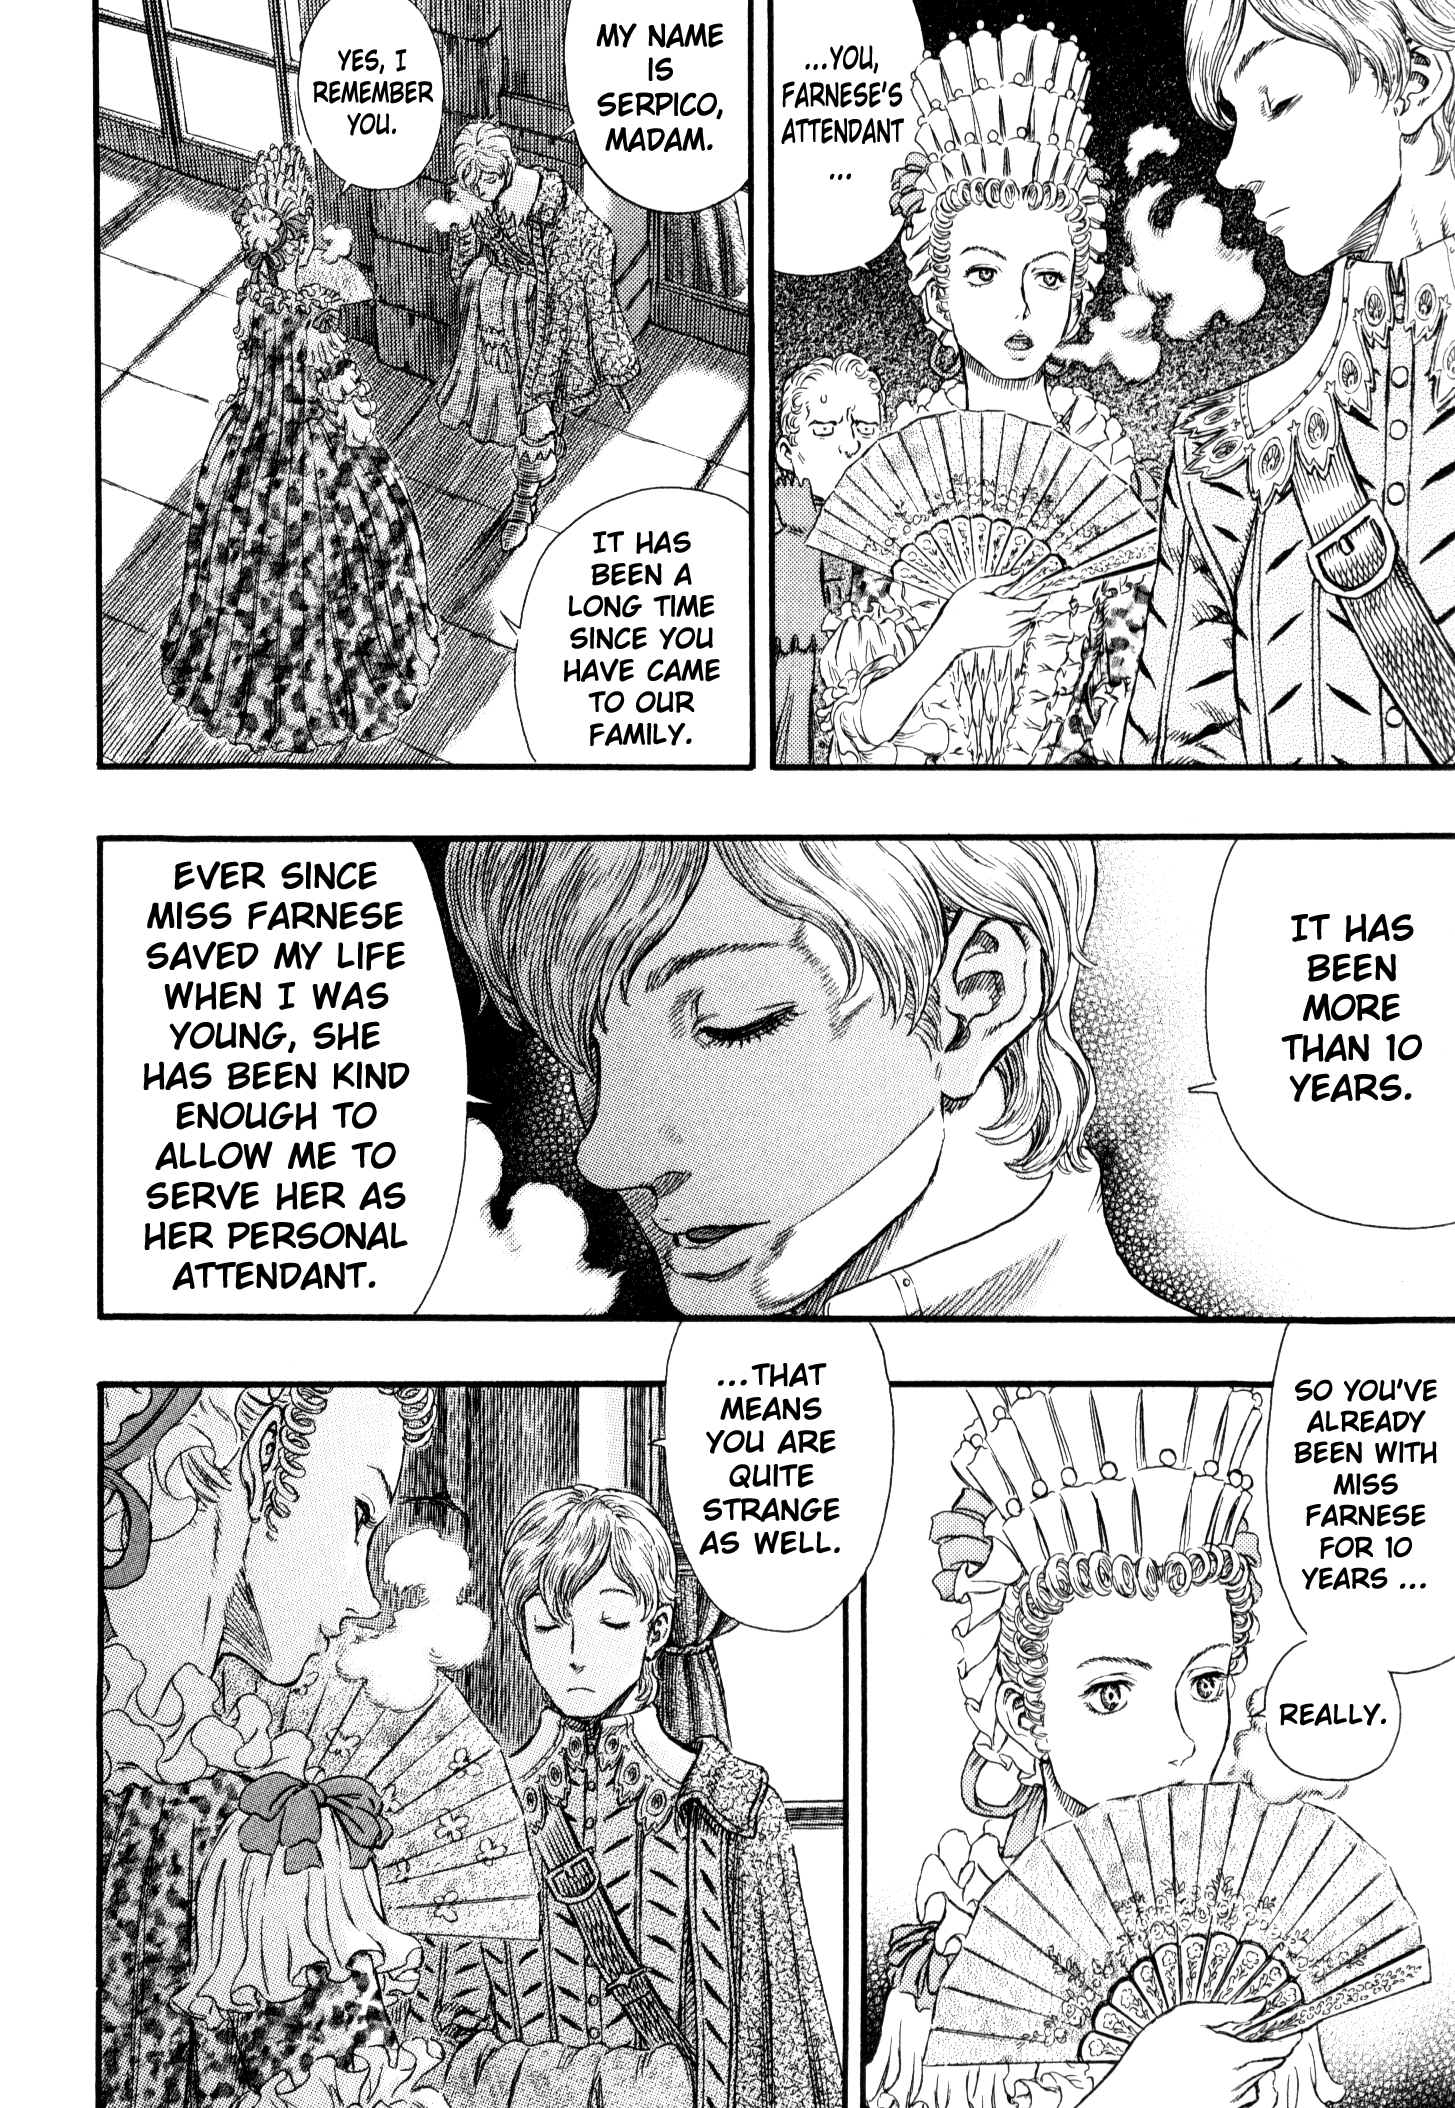 ...YOU,
FARNESE'S
ATTENDANT
...
MY NAME
IS
SERPICO,
MADAM.
YES, I
REMEMBER
YOU.
IT HAS
BEEN A
LONG TIME
SINCE YOU
HAVE CAME
TO OUR
FAMILY.
IT HAS
BEEN
MORE
THAN 10
YEARS.
EVER SINCE
MISS FARNESE
SAVED MY LIFE
WHEN I WAS
YOUNG, SHE
HAS BEEN KIND
ENOUGH TO
ALLOW ME TO
SERVE HER AS
HER PERSONAL
ATTENDANT.
SO YOU'VE
ALREADY
BEEN WITH
MISS
FARNESE
FOR 10
YEARS ...
REALLY.
...THAT
MEANS
YOU ARE
QUITE
STRANGE
AS WELL.